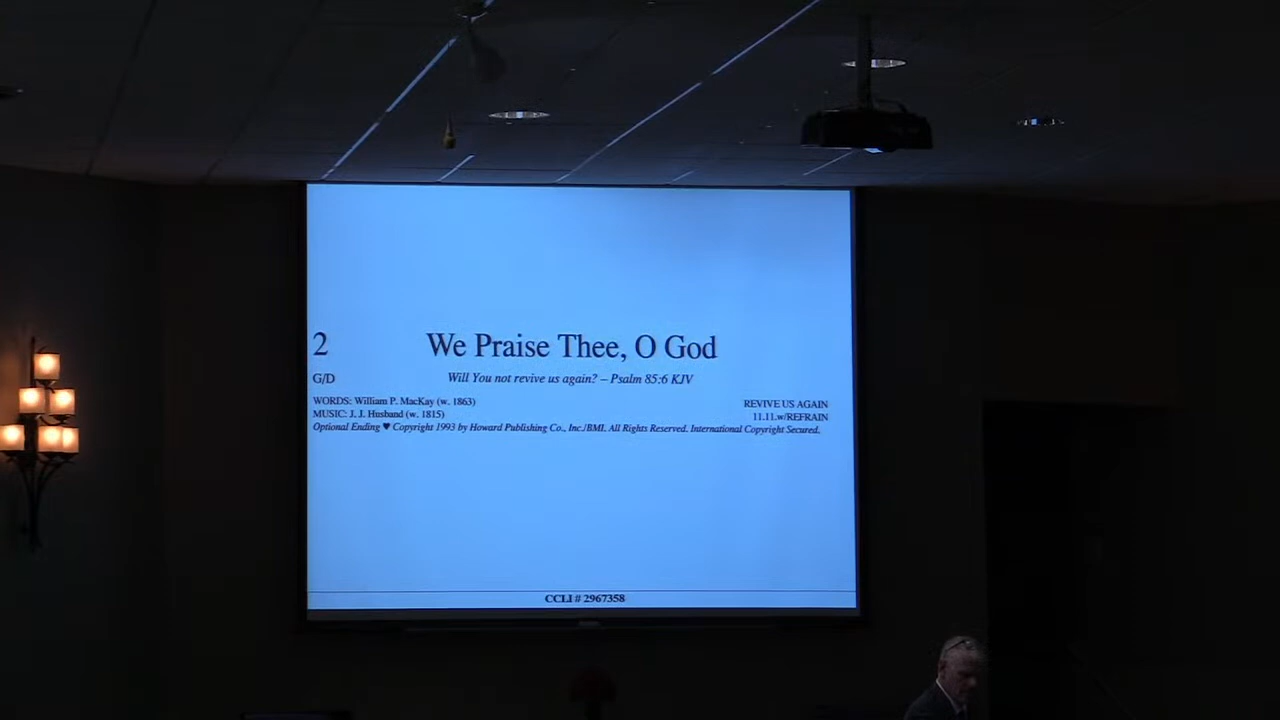 2
We Praise Thee, O God
G/D
Will You not revive us again? – Psalm 85:6 KJV
WORDS: William P. MacKay (w. 1863)
REVIVE US AGAIN
MUSIC: J. J. Husband (w. 1815)
11.11.w/REFRAIN
Optional Ending ♥ Copyright 1993 by Howard Publishing Co., Inc./BMI. All Rights Reserved. International Copyright Secured.
CCLI # 2967358